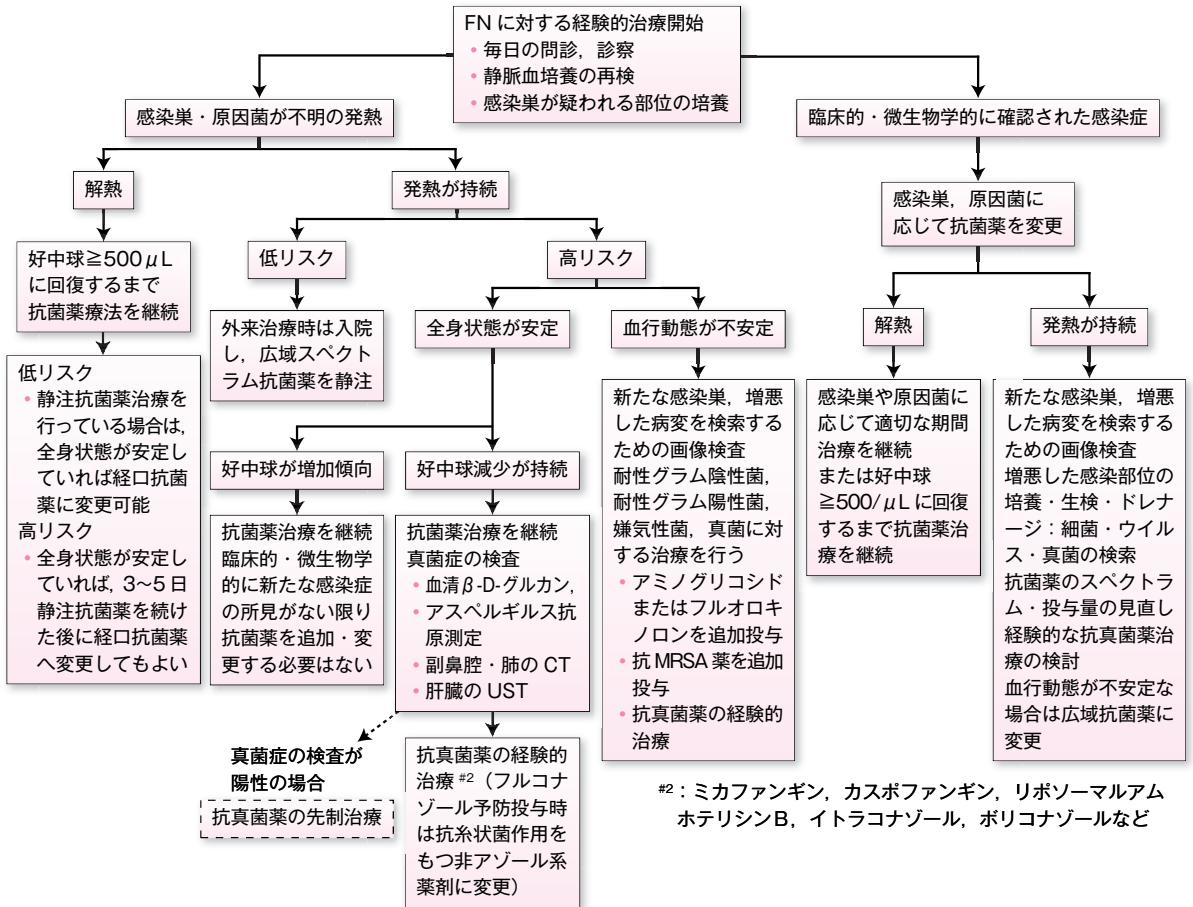 FN に対する経験的治療開始
• 毎日の問診,診察
• 静脈血培養の再検
• 感染巣が疑われる部位の培養
感染巣・原因菌が不明の発熱
臨床的・微生物学的に確認された感染症
解熱
発熱が持続
感染巣,原因菌に
応じて抗菌薬を変更
好中球≧500μL
に回復するまで
抗菌薬療法を継続
低リスク
高リスク
外来治療時は入院
し,広域スペクト
ラム抗菌薬を静注
全身状態が安定
血行動態が不安定
解熱
発熱が持続
低リスク
• 静注抗菌薬治療を
行っている場合は,
全身状態が安定し
ていれば経口抗菌
薬に変更可能
高リスク
• 全身状態が安定し
ていれば,3~5日
静注抗菌薬を続け
た後に経口抗菌薬
へ変更してもよい
好中球が増加傾向
好中球減少が持続
抗菌薬治療を継続
臨床的・微生物学
的に新たな感染症
の所見がない限り
抗菌薬を追加・変
更する必要はない
抗菌薬治療を継続
真菌症の検査
• 血清β-D-グルカン,
• アスペルギルス抗
原測定
• 副鼻腔・肺の CT
• 肝臓の UST
新たな感染巣,増悪
した病変を検索する
ための画像検査
耐性グラム陰性菌,
耐性グラム陽性菌,
嫌気性菌,真菌に対
する治療を行う
• アミノグリコシド
またはフルオロキ
ノロンを追加投与
• 抗 MRSA 薬を追加
投与
• 抗真菌薬の経験的
治療
感染巣や原因菌に
応じて適切な期間
治療を継続
または好中球
≧500/μL に回復
するまで抗菌薬治
療を継続
新たな感染巣,増悪
した病変を検索する
ための画像検査
増悪した感染部位の
培養・生検・ドレナ
ージ:細菌・ウイル
ス・真菌の検索
抗菌薬のスペクトラ
ム・投与量の見直し
経験的な抗真菌薬治
療の検討
血行動態が不安定な
場合は広域抗菌薬に
変更
真菌症の検査が
陽性の場合
抗真菌薬の先制治療
抗真菌薬の経験的
治療 #2(フルコナ
ゾール予防投与時
は抗糸状菌作用を
もつ非アゾール系
薬剤に変更)
#2:ミカファンギン,カスポファンギン,リポソーマルアム
ホテリシン B,イトラコナゾール,ボリコナゾールなど